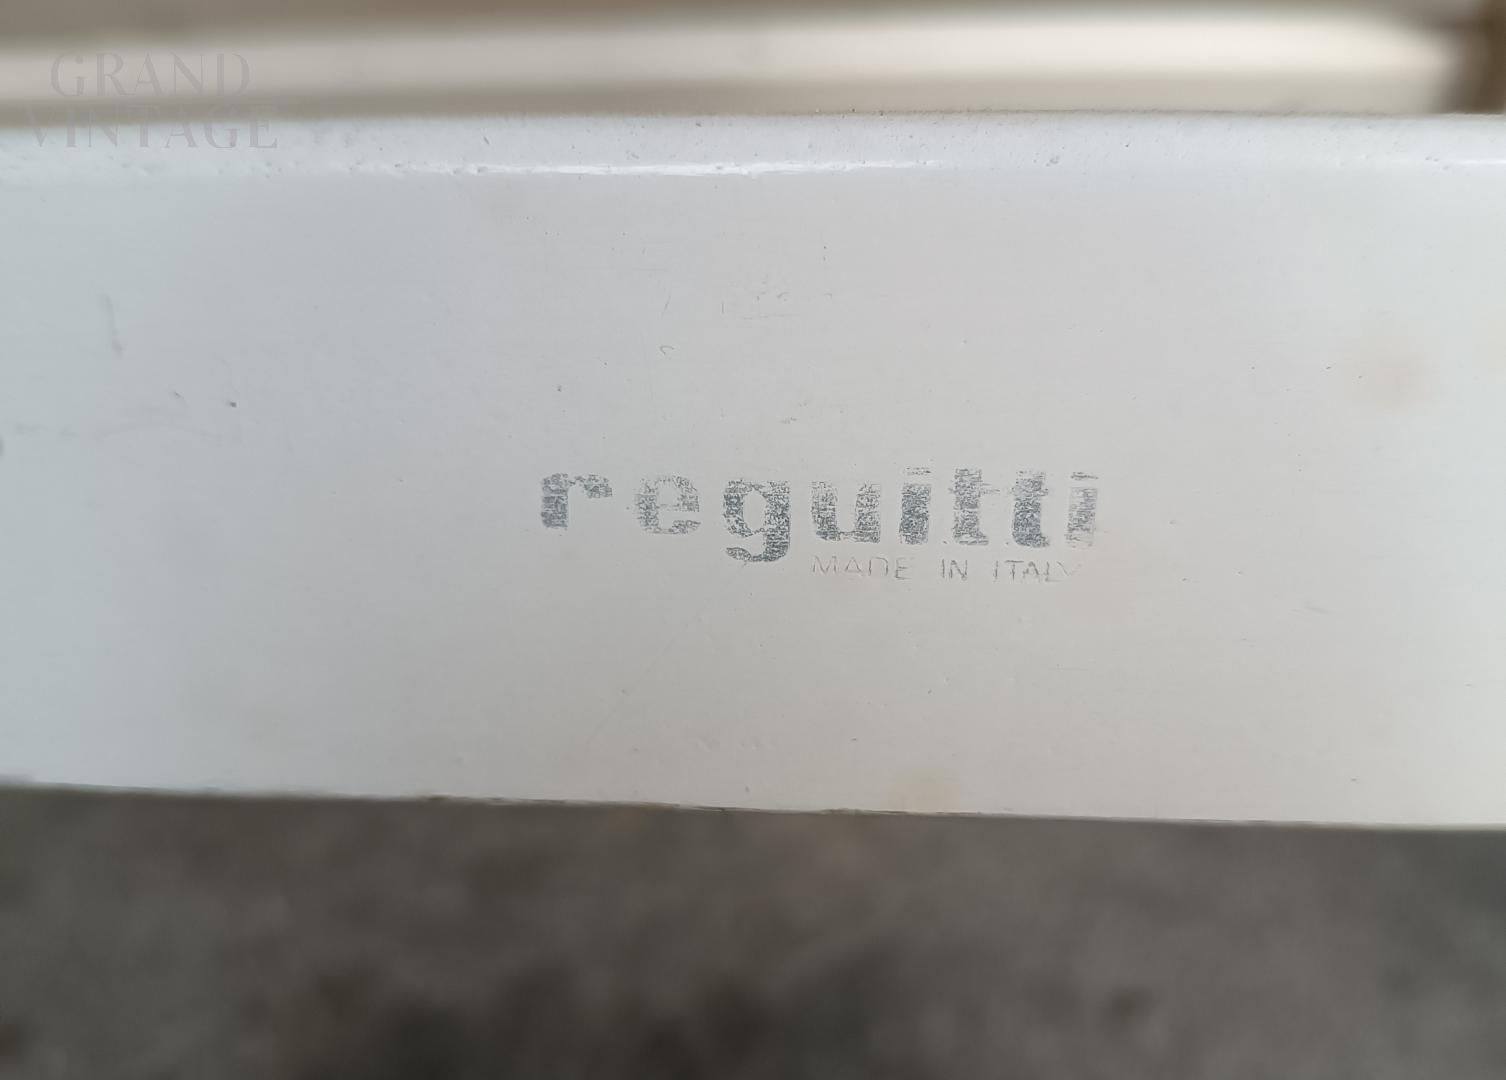 GRAND
VINTAGE
reguitti
MADE IN ITALY